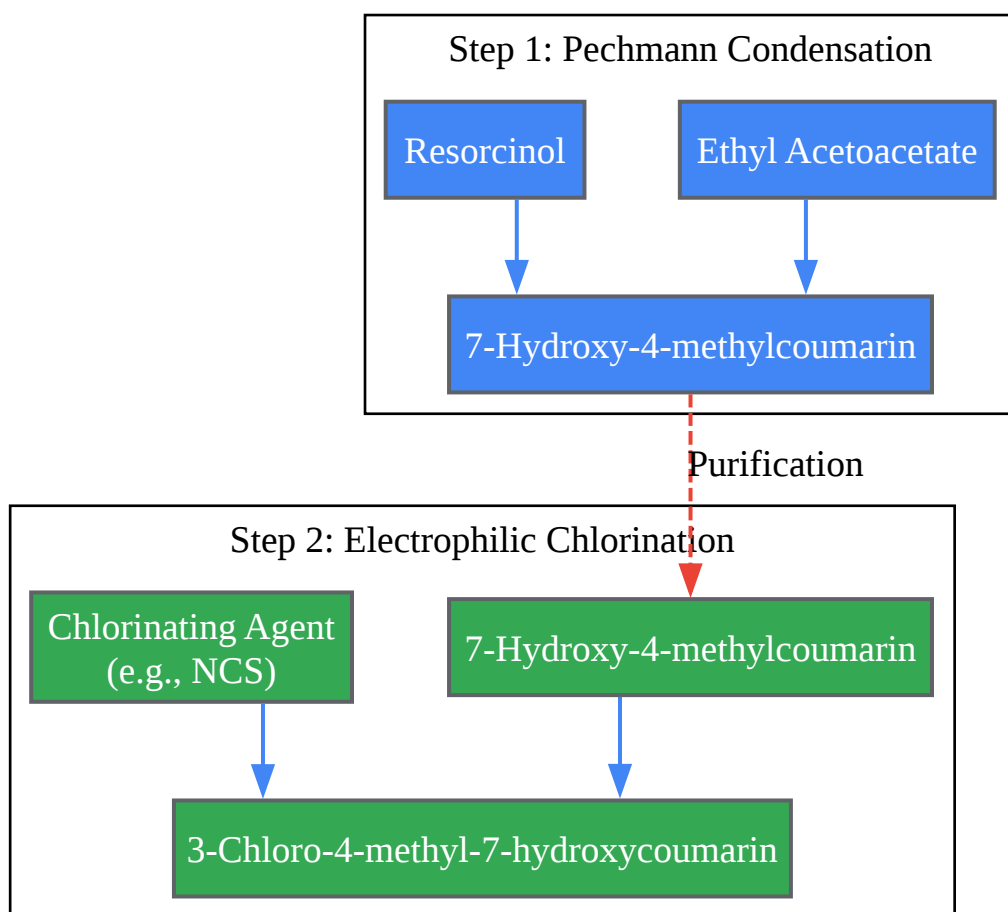 Step 1: Pechmann Condensation
Resorcinol
Ethyl Acetoacetate
7-Hydroxy-4-methylcoumarin
Purification
Step 2: Electrophilic Chlorination
Chlorinating Agent
(e.g., NCS)
7-Hydroxy-4-methylcoumarin
3-Chloro-4-methyl-7-hydroxycoumarin